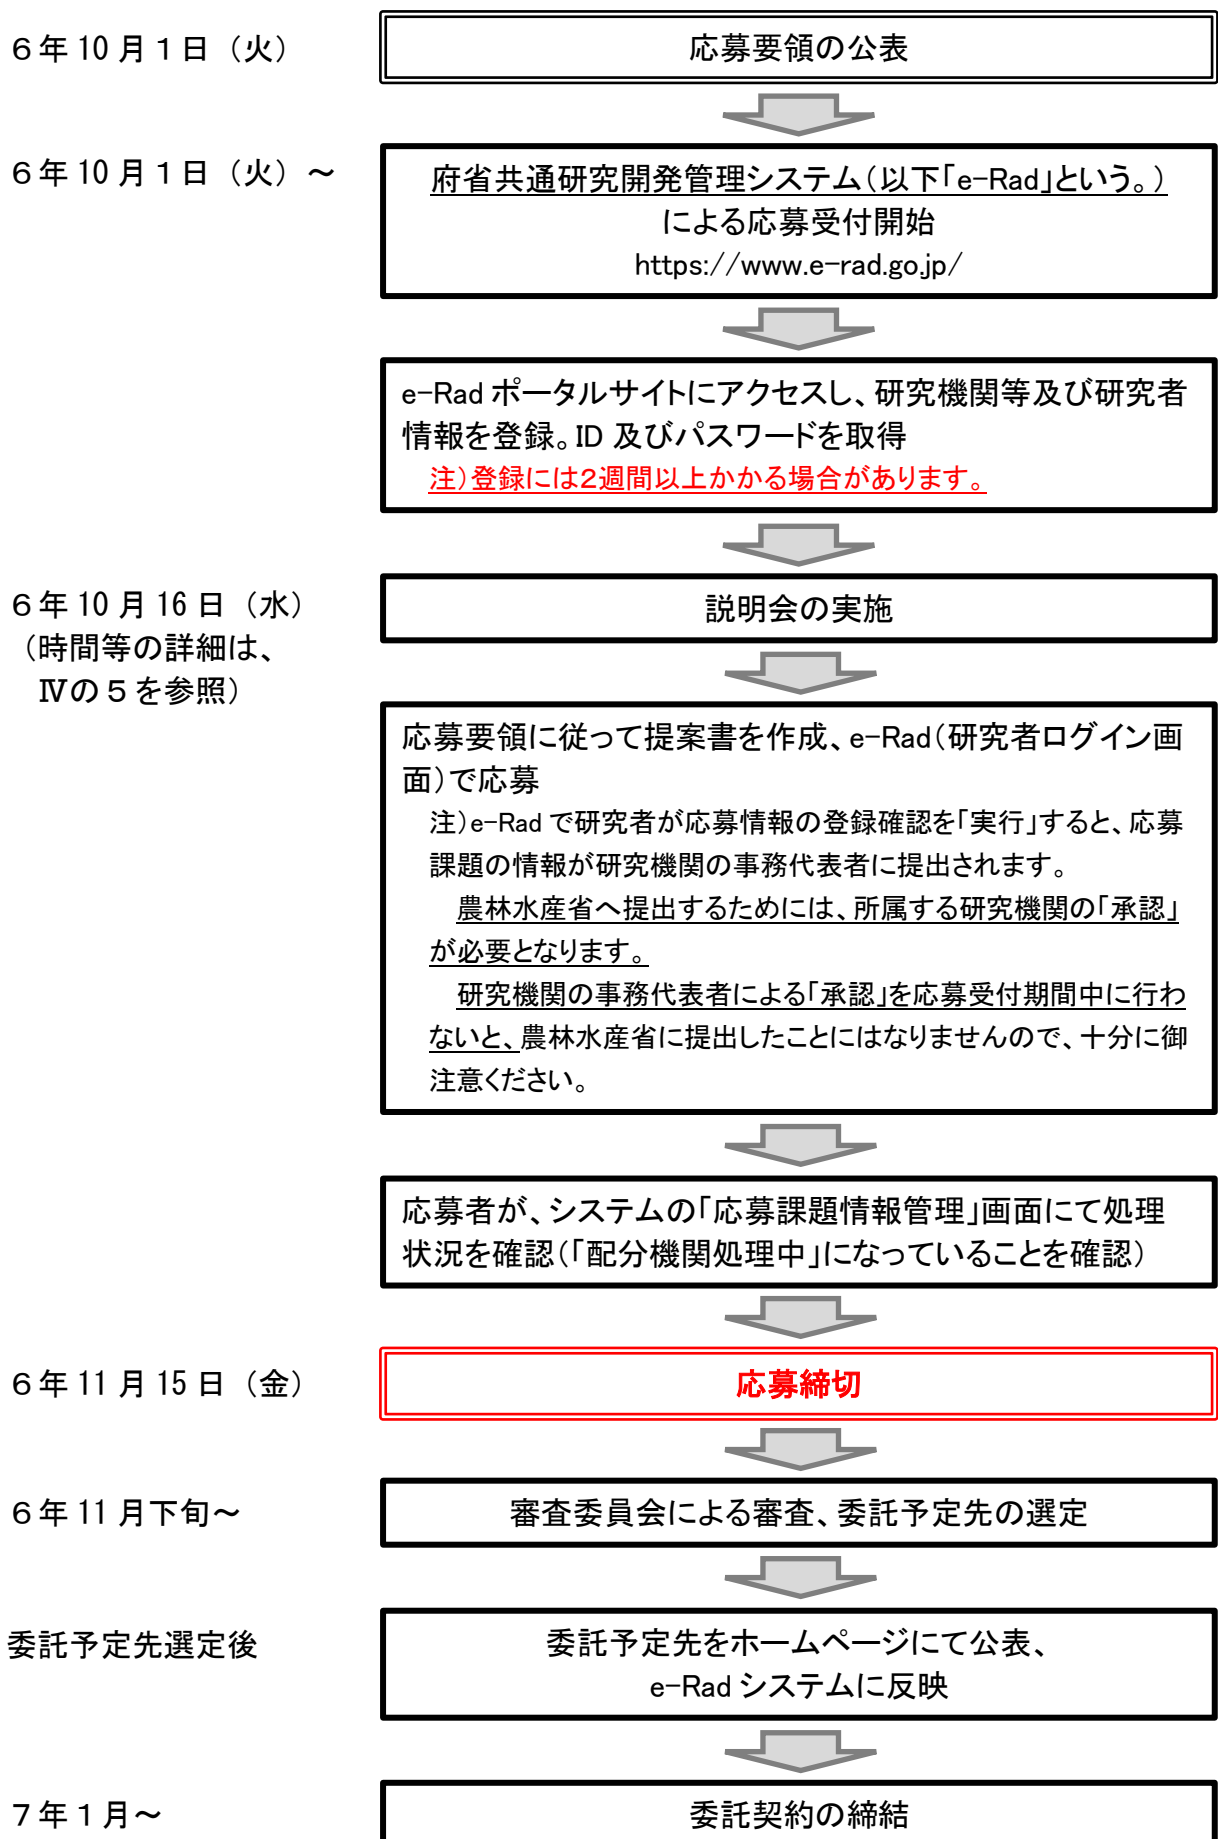 ６年 10 月１日（火）
応募要領の公表
６年 10 月１日（火）～
府省共通研究開発管理システム（以下「e-Rad」という。）
による応募受付開始
https://www.e-rad.go.jp/
e-Rad ポータルサイトにアクセスし、研究機関等及び研究者
情報を登録。ID 及びパスワードを取得
注）登録には２週間以上かかる場合があります。
６年 10 月 16 日（水）
（時間等の詳細は、
Ⅳの５を参照）
説明会の実施
応募要領に従って提案書を作成、e-Rad（研究者ログイン画
面）で応募
注）e-Rad で研究者が応募情報の登録確認を「実行」すると、応募
課題の情報が研究機関の事務代表者に提出されます。
農林水産省へ提出するためには、所属する研究機関の「承認」
が必要となります。
研究機関の事務代表者による「承認」を応募受付期間中に行わ
ないと、農林水産省に提出したことにはなりませんので、十分に御
注意ください。
応募者が、システムの「応募課題情報管理」画面にて処理
状況を確認（「配分機関処理中」になっていることを確認）
６年 11 月 15 日（金）
応募締切
６年 11 月下旬～
審査委員会による審査、委託予定先の選定
委託予定先選定後
委託予定先をホームページにて公表、
e-Rad システムに反映
７年１月～
委託契約の締結